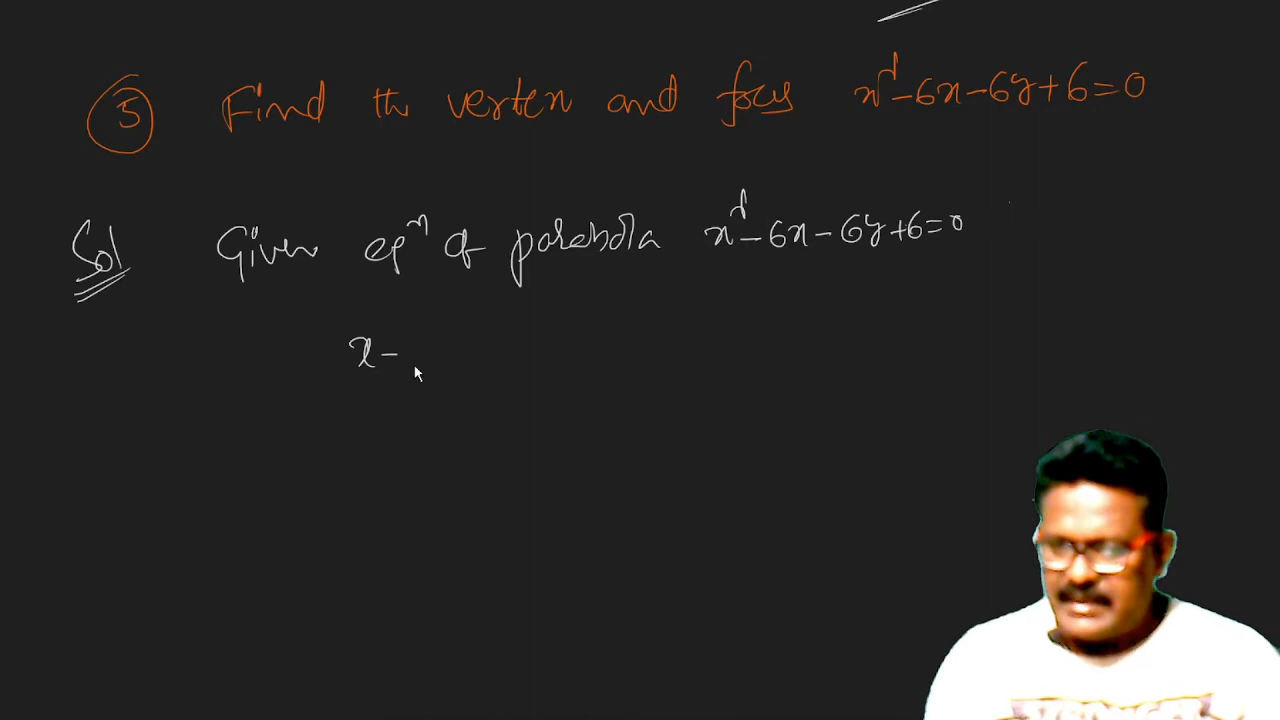 5 Find the vertex and focus x² - 6x - 6y + 6 = 0
Sol Given eqⁿ of parabola x² - 6x - 6y + 6 = 0
x -